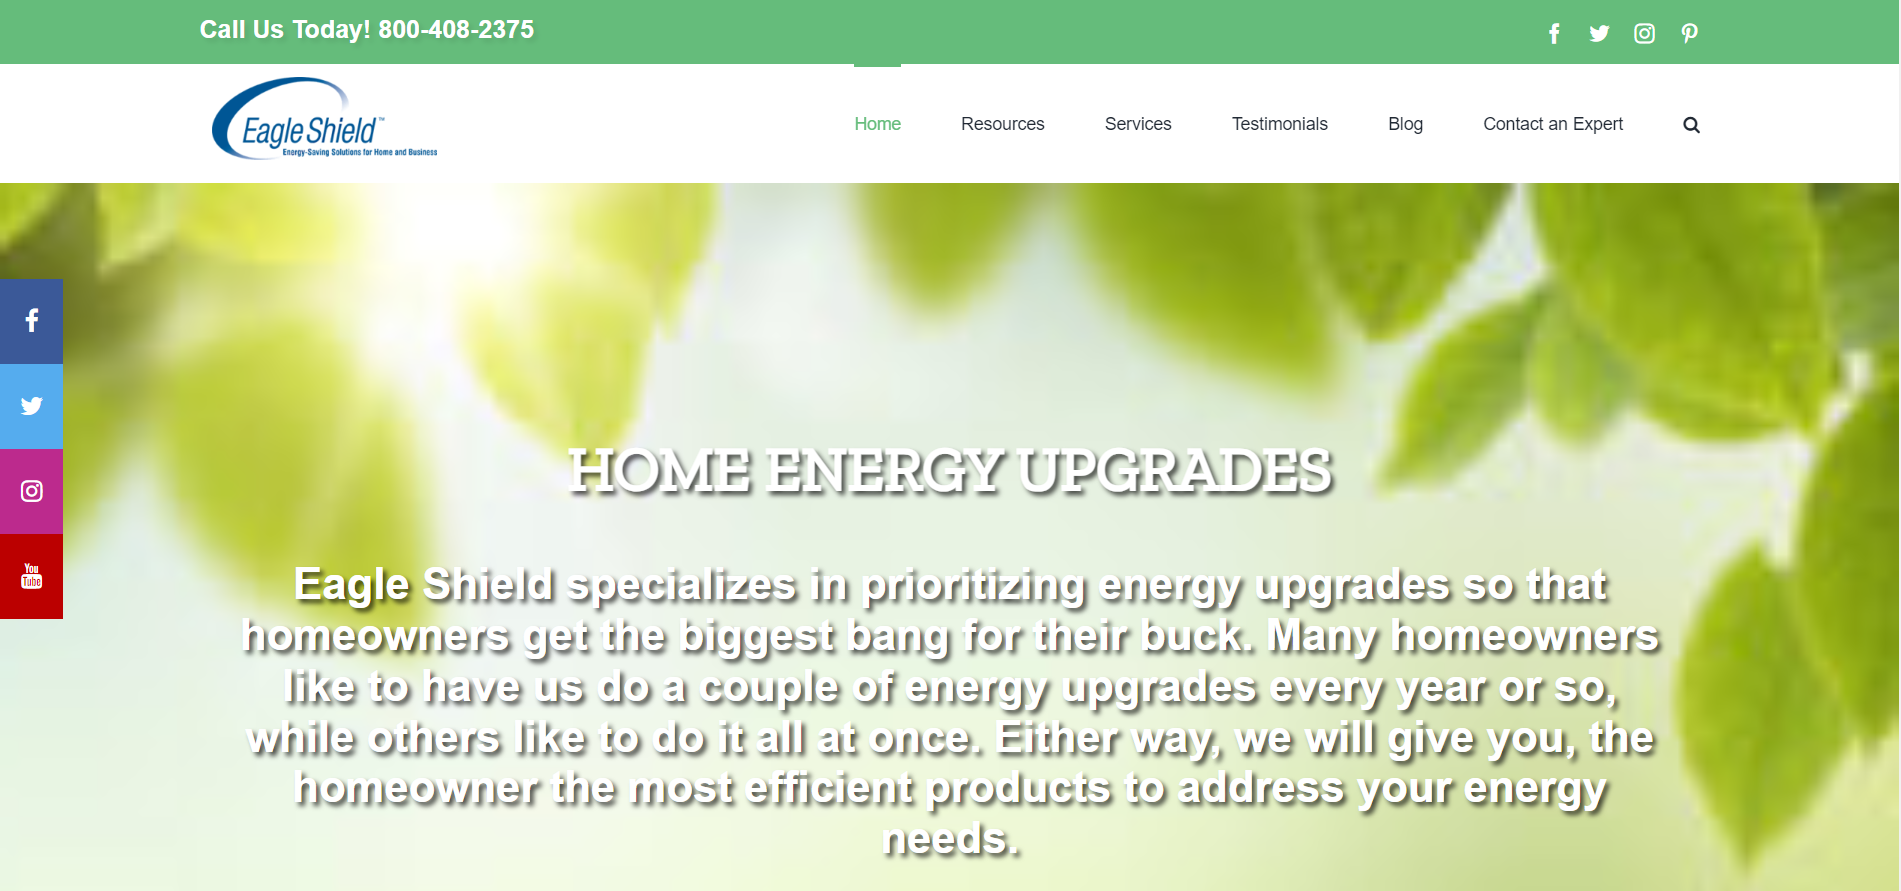 Call Us Today! 800-408-2375
Eagle Shield™
Energy-Saving Solutions for Home and Business
Home
Resources
Services
Testimonials
Blog
Contact an Expert
You
Tube
HOME ENERGY UPGRADES
Eagle Shield specializes in prioritizing energy upgrades so that
homeowners get the biggest bang for their buck. Many homeowners
like to have us do a couple of energy upgrades every year or so,
while others like to do it all at once. Either way, we will give you, the
homeowner the most efficient products to address your energy
needs.